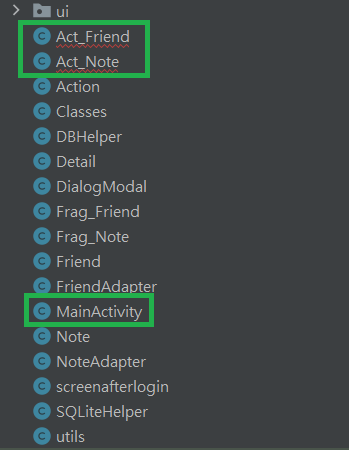 ui
Act_Friend
Act_Note
Action
Classes
DBHelper
Detail
DialogModal
Frag_Friend
Frag_Note
Friend
FriendAdapter
MainActivity
Note
NoteAdapter
screenafterlogin
SQLiteHelper
utils